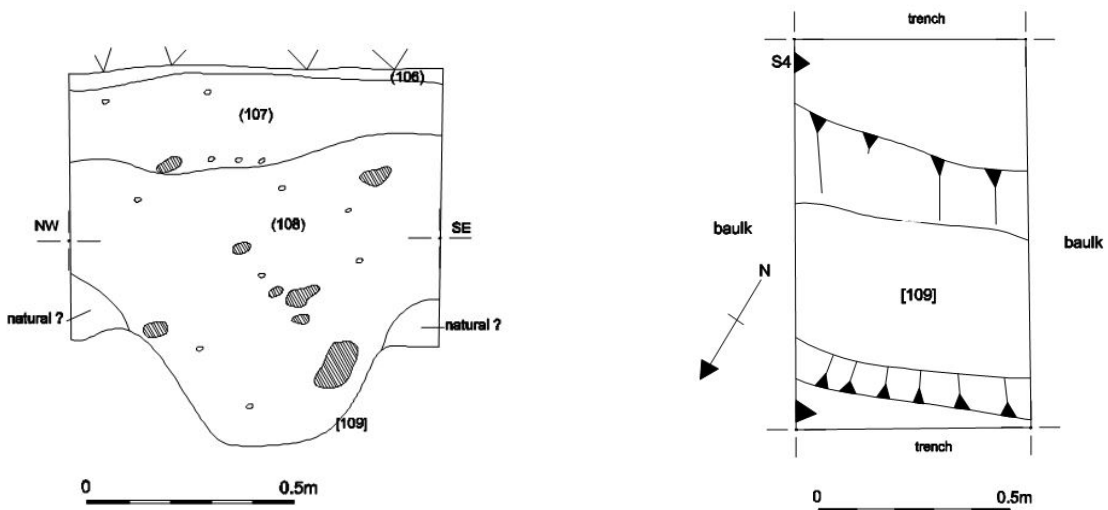 (106)
(107)
(108)
NW
SE
natural ?
natural ?
[109]
0 0.5m
trench
S4
baulk
baulk
N
[109]
trench
0 0.5m